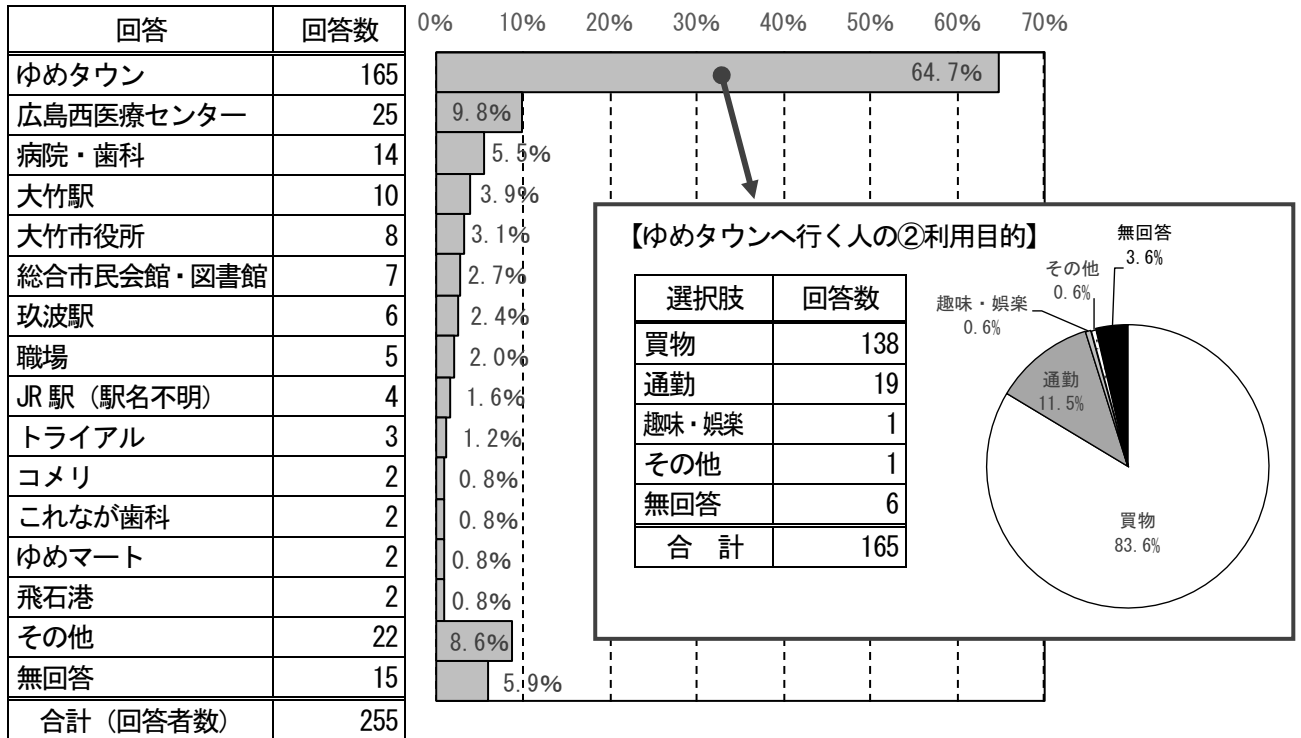 回答 回答数
ゆめタウン 165
広島西医療センター 25
病院・歯科 14
大竹駅 10
大竹市役所 8
総合市民会館・図書館 7
玖波駅 6
職場 5
JR駅（駅名不明） 4
トライアル 3
コメリ 2
これなが歯科 2
ゆめマート 2
飛石港 2
その他 22
無回答 15
合計（回答者数） 255
0% 10% 20% 30% 40% 50% 60% 70%
64.7%
9.8%
5.5%
3.9%
3.1%
2.7%
2.4%
2.0%
1.6%
1.2%
0.8%
0.8%
0.8%
0.8%
8.6%
5.9%
【ゆめタウンへ行く人の②利用目的】
選択肢 回答数
買物 138
通勤 19
趣味・娯楽 1
その他 1
無回答 6
合　計 165
無回答
3.6%
その他
0.6%
趣味・娯楽
0.6%
通勤
11.5%
買物
83.6%